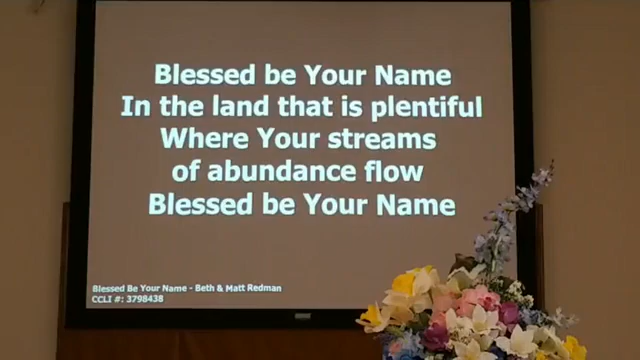 Blessed be Your Name
In the land that is plentiful
Where Your streams
of abundance flow
Blessed be Your Name
Blessed Be Your Name - Beth & Matt Redman
CCLI #: 3798438